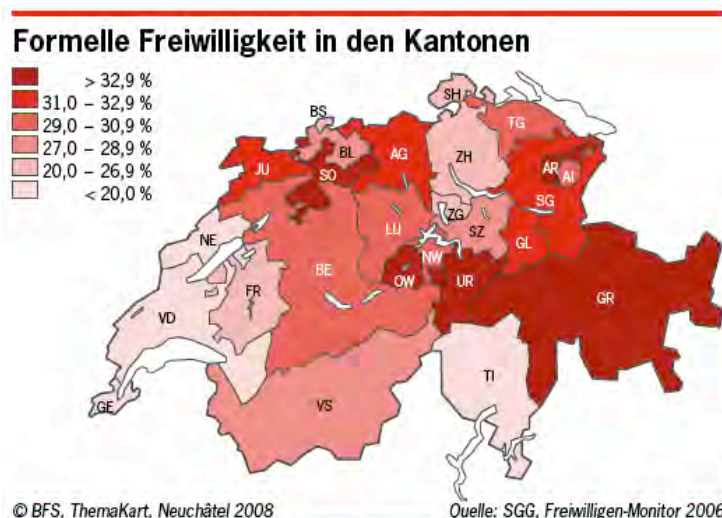 Formelle Freiwilligkeit in den Kantonen
> 32,9 %
31,0 – 32,9 %
29,0 – 30,9 %
27,0 – 28,9 %
20,0 – 26,9 %
< 20,0 %
SH
BS
TG
BL
AG
ZH
JU
SO
AR
AI
ZG
SG
LU
SZ
NE
NW
GL
BE
OW
UR
FR
GR
VD
TI
GE
VS
© BFS, ThemaKart, Neuchâtel 2008
Quelle: SGG, Freiwilligen-Monitor 2006